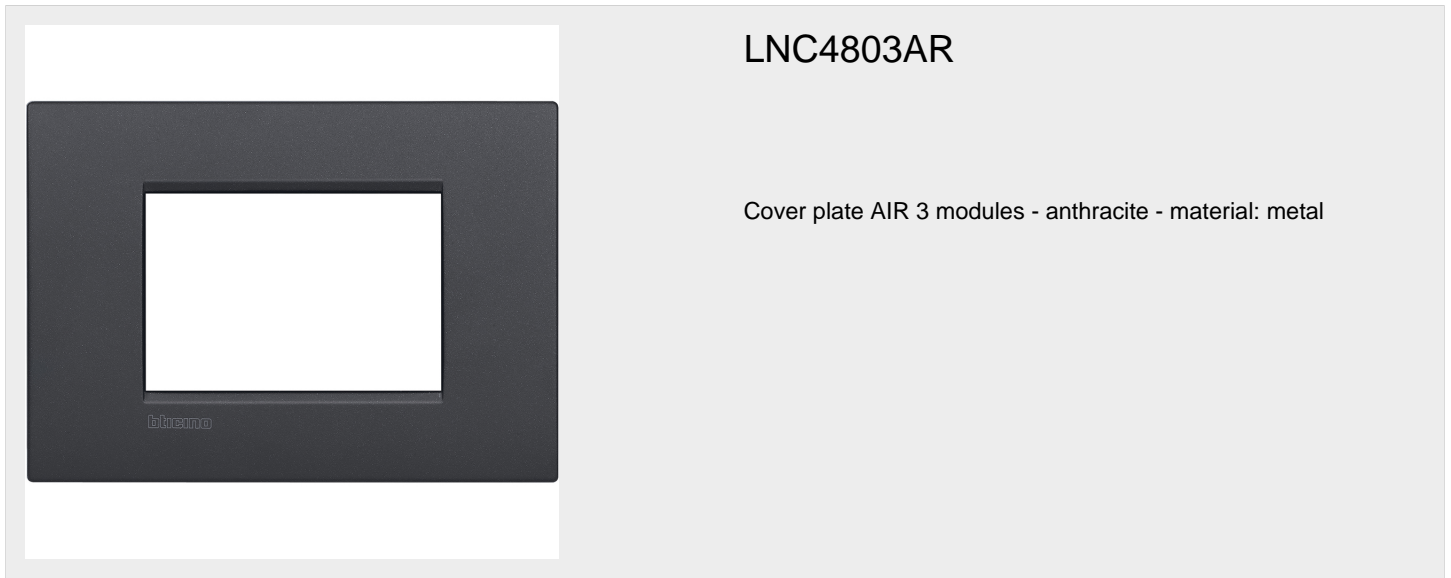 LNC4803AR
Cover plate AIR 3 modules - anthracite - material: metal
bticino